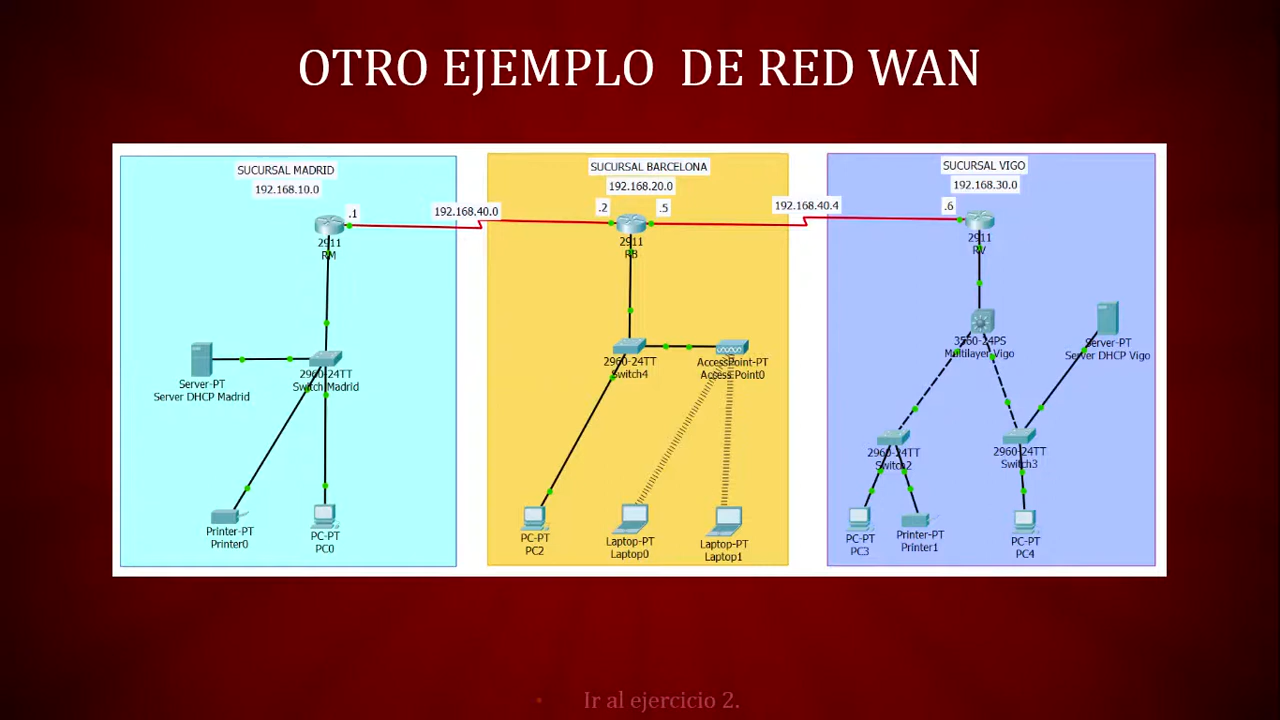 OTRO EJEMPLO DE RED WAN
SUCURSAL MADRID
192.168.10.0
.1
2911
RM
Server-PT
Server DHCP Madrid
2960-24TT
Switch Madrid
Printer-PT
Printer0
PC-PT
PC0
192.168.40.0
SUCURSAL BARCELONA
192.168.20.0
.2
.5
2911
RB
2960-24TT
Switch4
AccessPoint-PT
Access Point0
PC-PT
PC2
Laptop-PT
Laptop0
Laptop-PT
Laptop1
192.168.40.4
SUCURSAL VIGO
192.168.30.0
.6
2911
RV
3560-24PS
Multilayer Vigo
Server-PT
Server DHCP Vigo
2960-24TT
Switch2
2960-24TT
Switch3
PC-PT
PC3
Printer-PT
Printer1
PC-PT
PC4
• Ir al ejercicio 2.